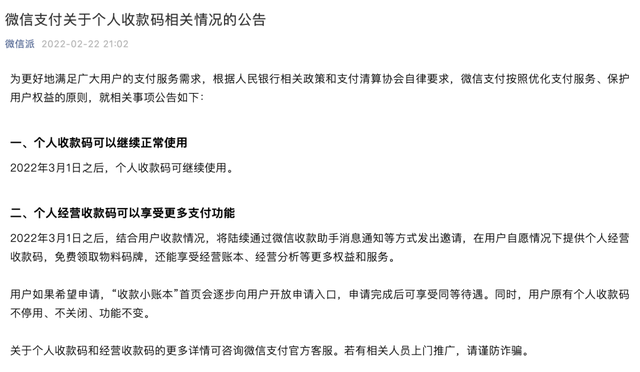 微信支付关于个人收款码相关情况的公告
微信派 2022-02-22 21:02
为更好地满足广大用户的支付服务需求，根据人民银行相关政策和支付清算协会自律要求，微信支付按照优化支付服务、保护
用户权益的原则，就相关事项公告如下：
一、个人收款码可以继续正常使用
2022年3月1日之后，个人收款码可继续使用。
二、个人经营收款码可以享受更多支付功能
2022年3月1日之后，结合用户收款情况，将陆续通过微信收款助手消息通知等方式发出邀请，在用户自愿情况下提供个人经营
收款码，免费领取物料码牌，还能享受经营账本、经营分析等更多权益和服务。
用户如果希望申请，“收款小账本”首页会逐步向用户开放申请入口，申请完成后可享受同等待遇。同时，用户原有个人收款码
不停用、不关闭、功能不变。
关于个人收款码和经营收款码的更多详情可咨询微信支付官方客服。若有相关人员上门推广，请谨防诈骗。